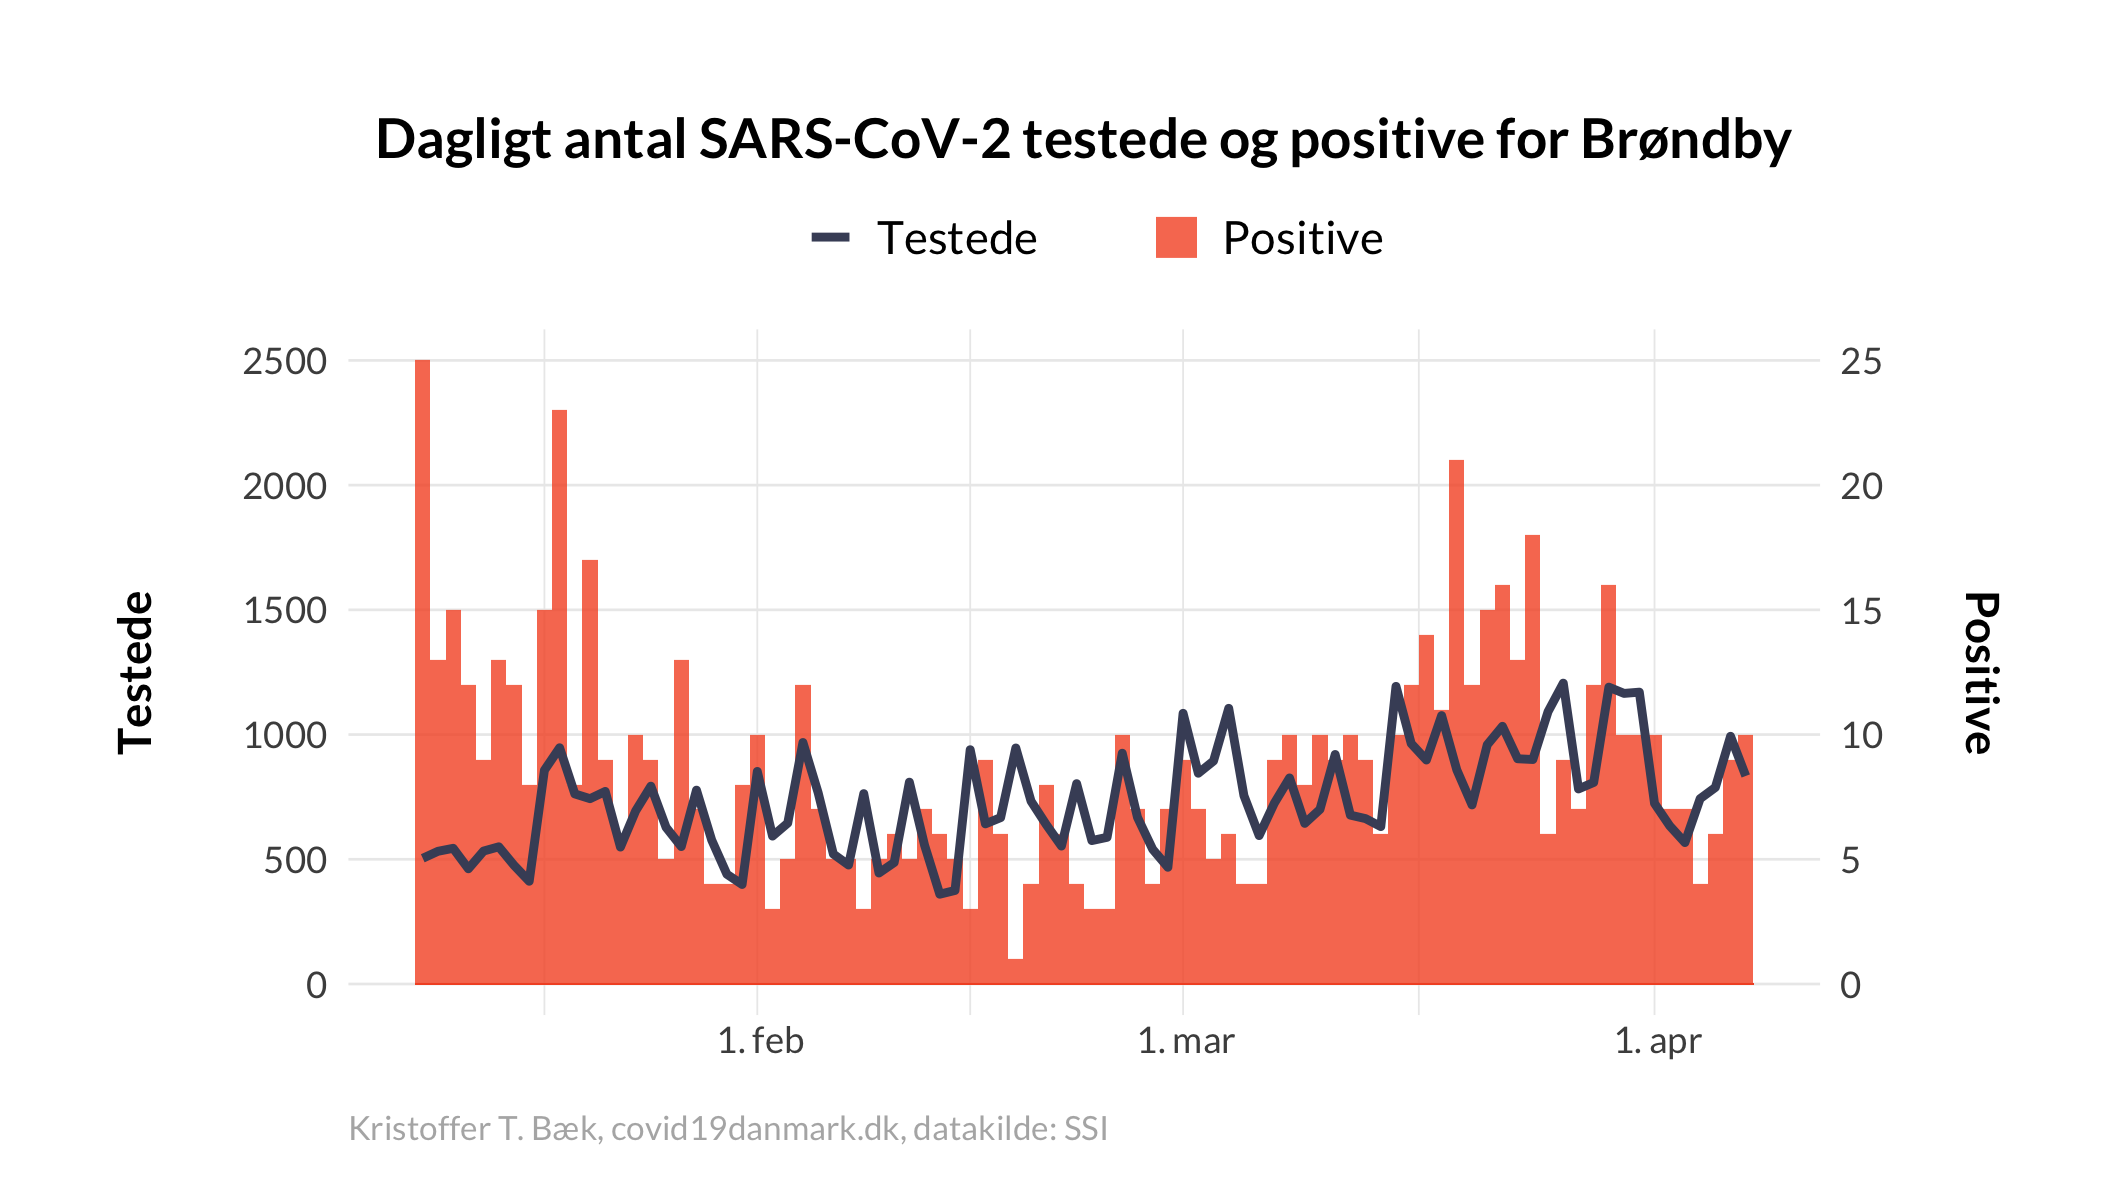 Dagligt antal SARS-CoV-2 testede og positive for Brøndby
Testede Positive
2500 25
2000 20
1500 15
1000 10
500 5
0 0
Testede
Positive
1. feb 1. mar 1. apr
Kristoffer T. Bæk, covid19danmark.dk, datakilde: SSI